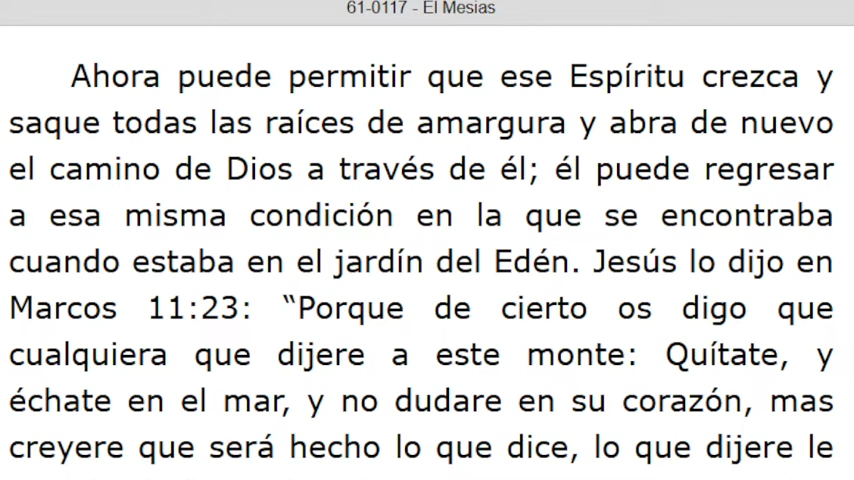 61-0117 - El Mesias
Ahora puede permitir que ese Espíritu crezca y
saque todas las raíces de amargura y abra de nuevo
el camino de Dios a través de él; él puede regresar
a esa misma condición en la que se encontraba
cuando estaba en el jardín del Edén. Jesús lo dijo en
Marcos 11:23: “Porque de cierto os digo que
cualquiera que dijere a este monte: Quítate, y
échate en el mar, y no dudare en su corazón, mas
creyere que será hecho lo que dice, lo que dijere le